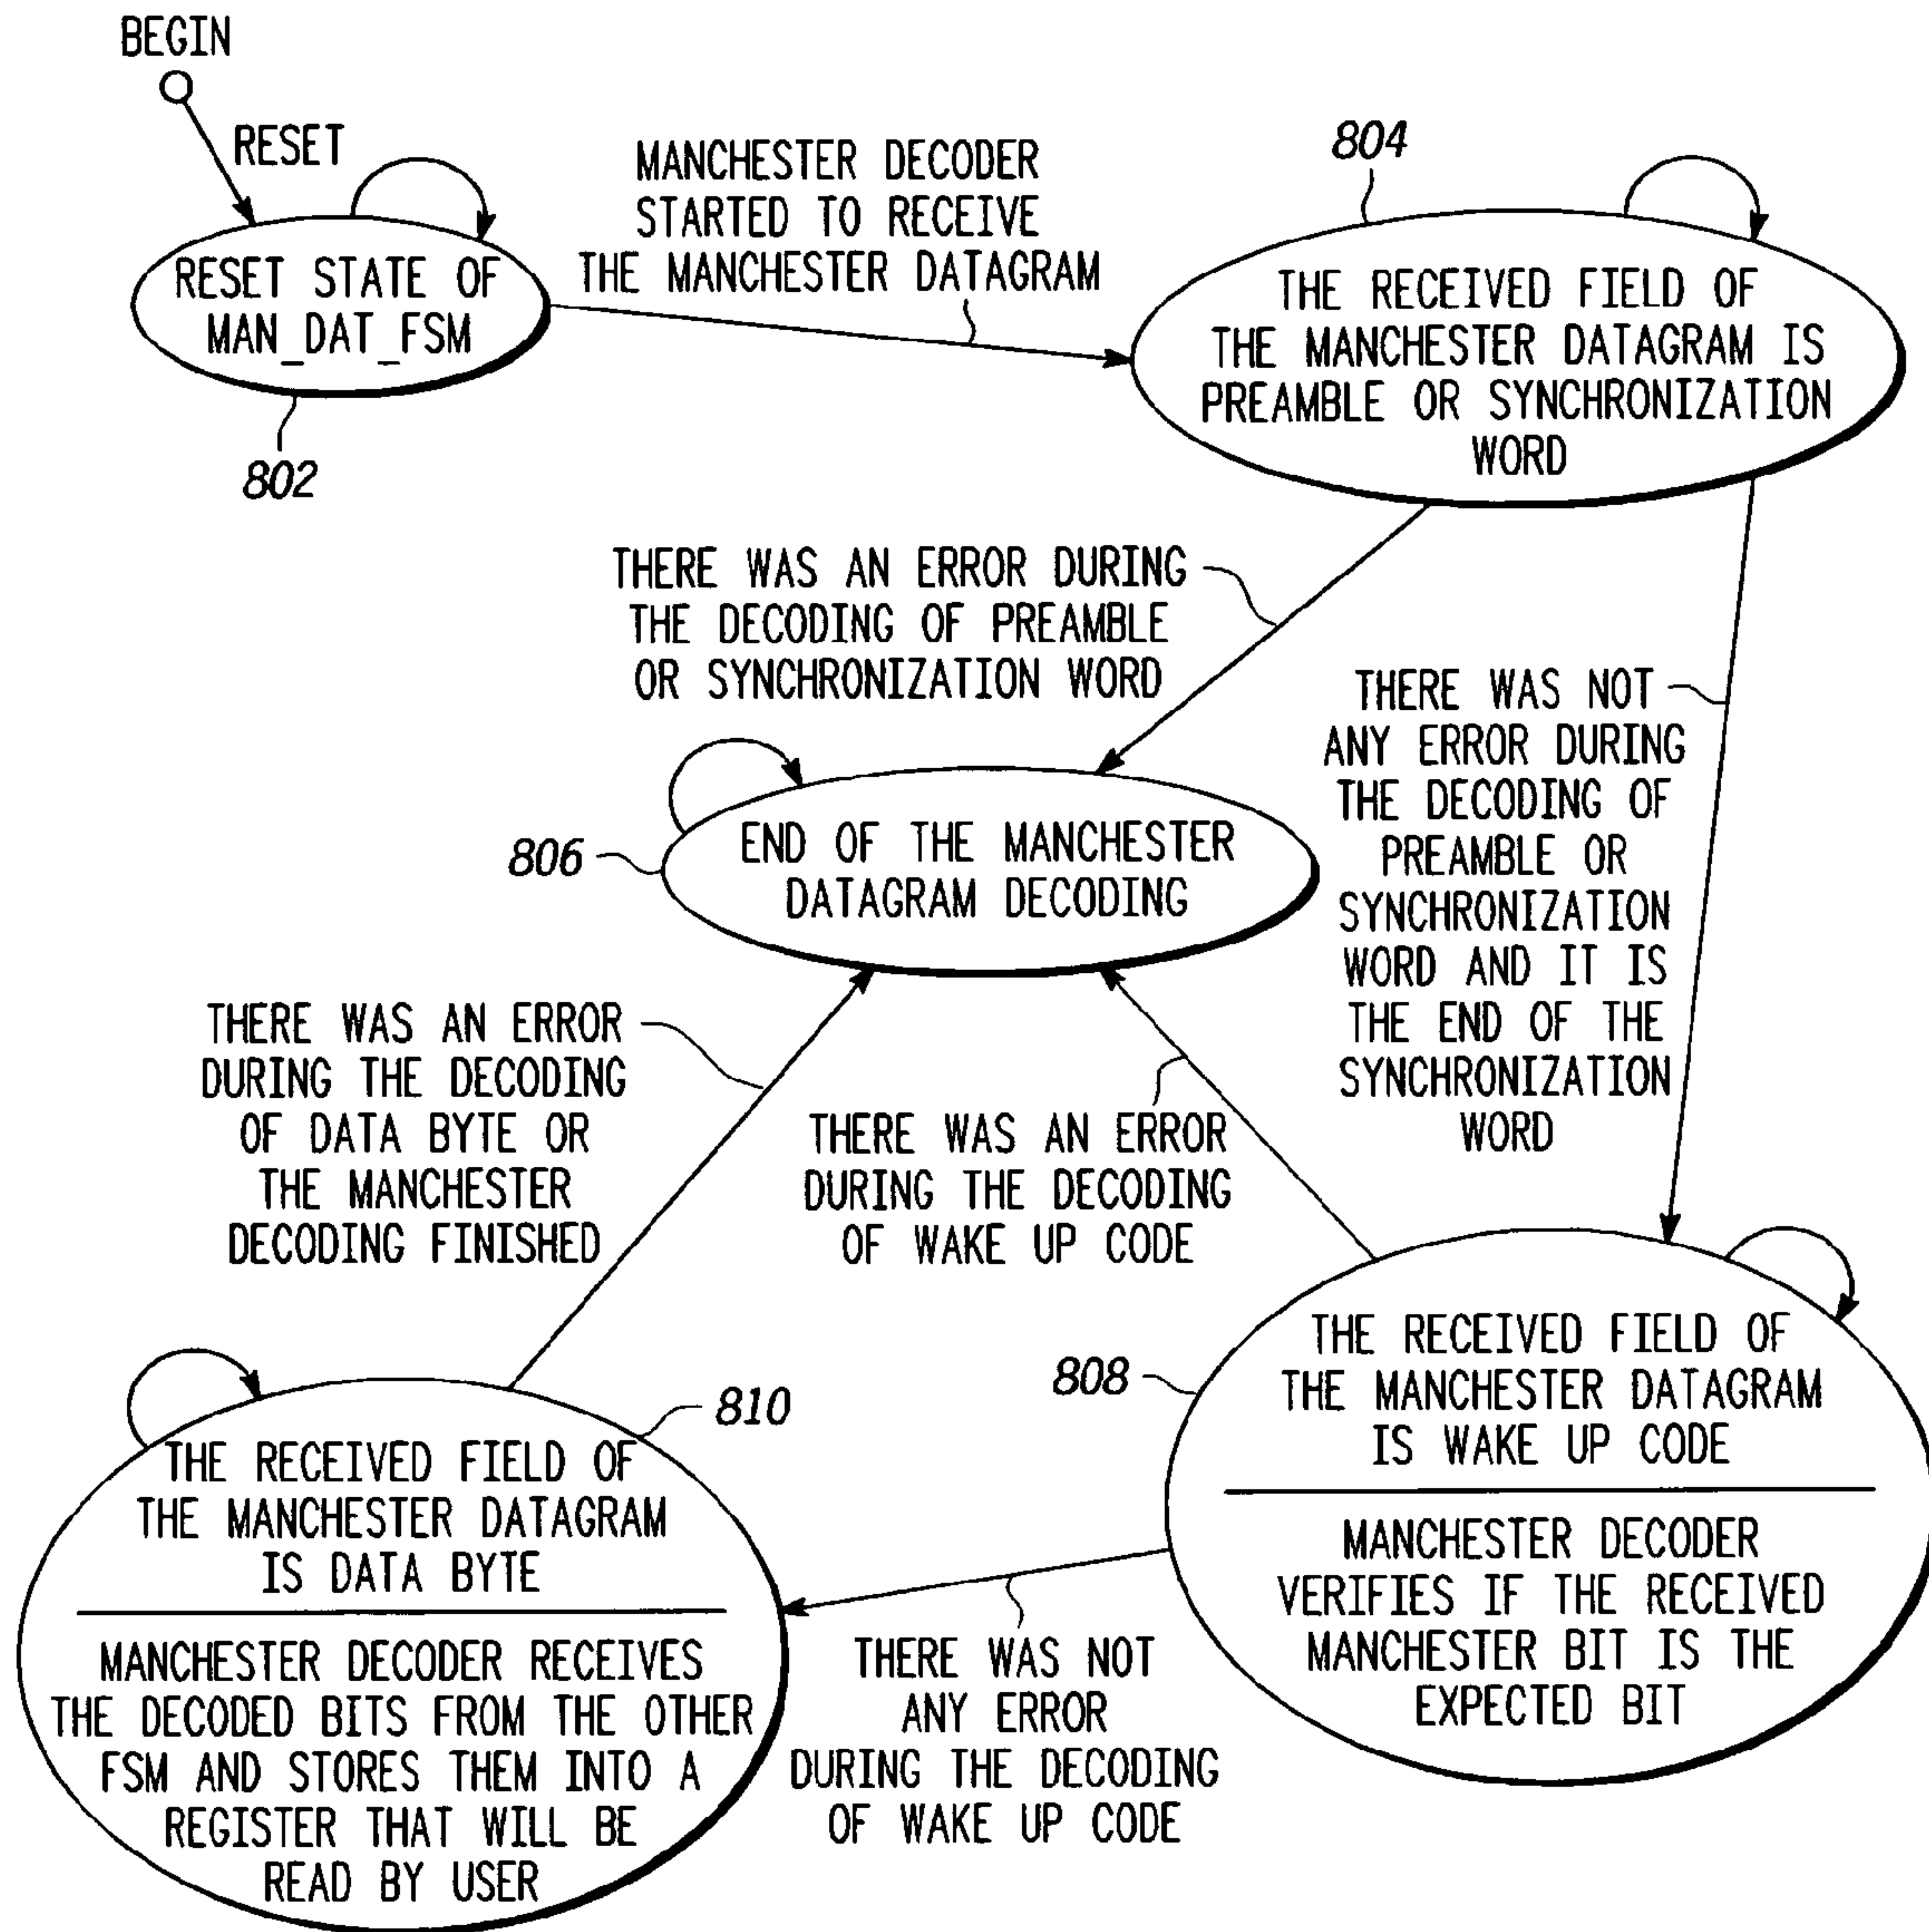 BEGIN
RESET
RESET STATE OF
MAN_DAT_FSM
802
MANCHESTER DECODER
STARTED TO RECEIVE
THE MANCHESTER DATAGRAM
804
THE RECEIVED FIELD OF
THE MANCHESTER DATAGRAM IS
PREAMBLE OR SYNCHRONIZATION
WORD
THERE WAS AN ERROR DURING
THE DECODING OF PREAMBLE
OR SYNCHRONIZATION WORD
THERE WAS NOT
ANY ERROR DURING
THE DECODING OF
PREAMBLE OR
SYNCHRONIZATION
WORD AND IT IS
THE END OF THE
SYNCHRONIZATION
WORD
806
END OF THE MANCHESTER
DATAGRAM DECODING
THERE WAS AN ERROR
DURING THE DECODING
OF DATA BYTE OR
THE MANCHESTER
DECODING FINISHED
THERE WAS AN ERROR
DURING THE DECODING
OF WAKE UP CODE
808
THE RECEIVED FIELD OF
THE MANCHESTER DATAGRAM
IS WAKE UP CODE
MANCHESTER DECODER
VERIFIES IF THE RECEIVED
MANCHESTER BIT IS THE
EXPECTED BIT
810
THE RECEIVED FIELD OF
THE MANCHESTER DATAGRAM
IS DATA BYTE
MANCHESTER DECODER RECEIVES
THE DECODED BITS FROM THE OTHER
FSM AND STORES THEM INTO A
REGISTER THAT WILL BE
READ BY USER
THERE WAS NOT
ANY ERROR
DURING THE DECODING
OF WAKE UP CODE